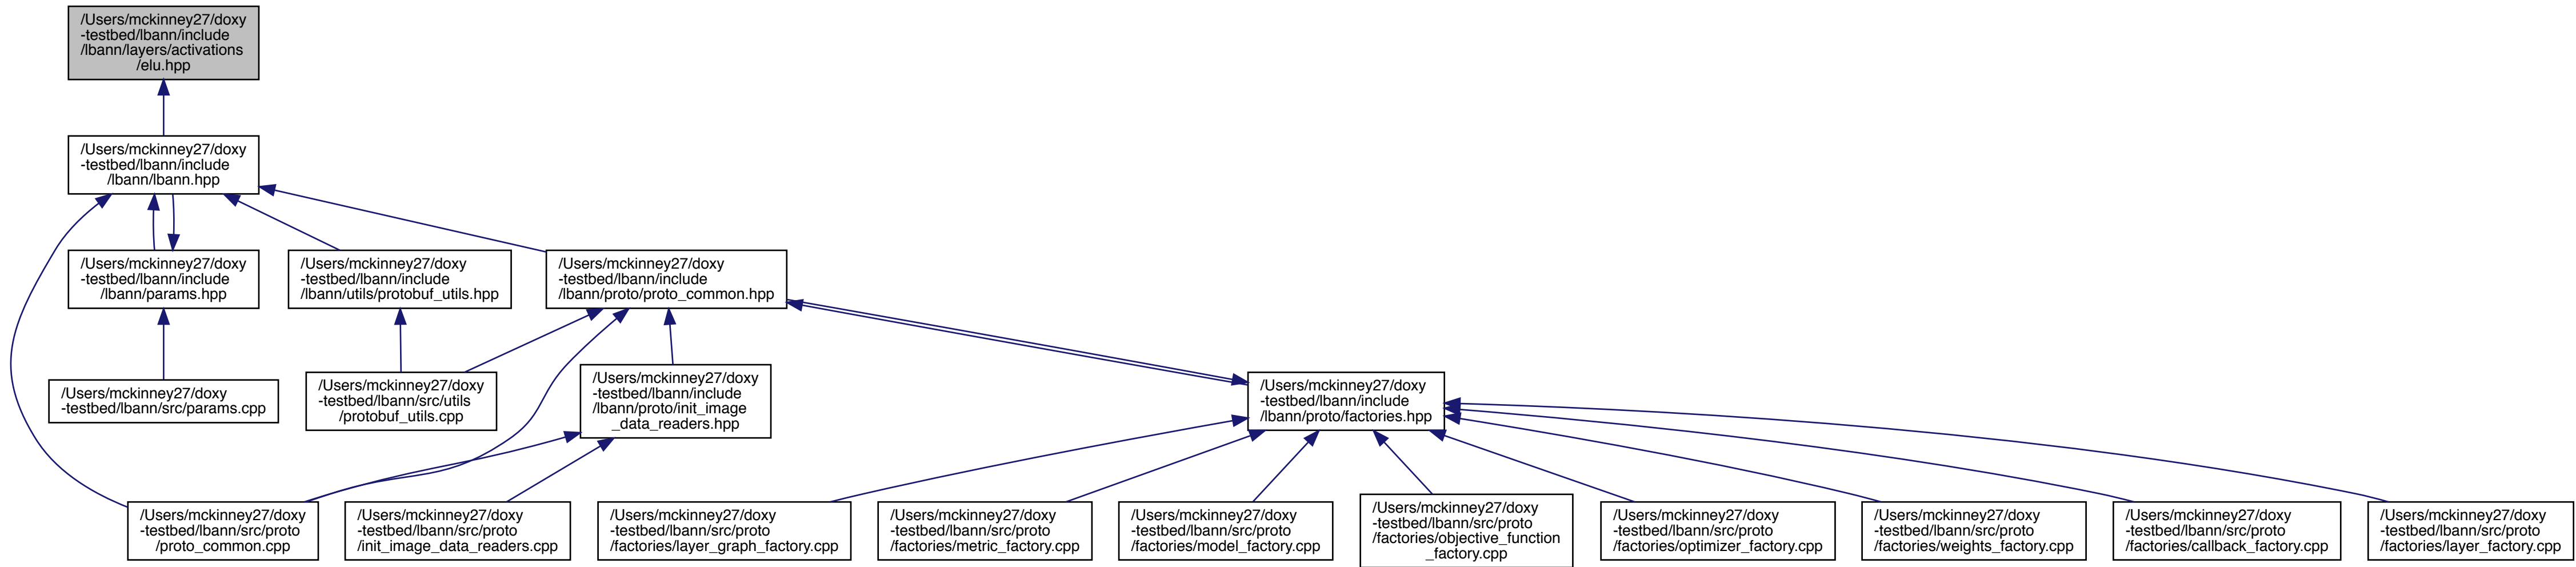 /Users/mckinney27/doxy
-testbed/lbann/include
/lbann/layers/activations
/elu.hpp
/Users/mckinney27/doxy
-testbed/lbann/include
/lbann/lbann.hpp
/Users/mckinney27/doxy
-testbed/lbann/include
/lbann/params.hpp
/Users/mckinney27/doxy
-testbed/lbann/include
/lbann/utils/protobuf_utils.hpp
/Users/mckinney27/doxy
-testbed/lbann/include
/lbann/proto/proto_common.hpp
/Users/mckinney27/doxy
-testbed/lbann/src/params.cpp
/Users/mckinney27/doxy
-testbed/lbann/src/utils
/protobuf_utils.cpp
/Users/mckinney27/doxy
-testbed/lbann/include
/lbann/proto/init_image
_data_readers.hpp
/Users/mckinney27/doxy
-testbed/lbann/include
/lbann/proto/factories.hpp
/Users/mckinney27/doxy
-testbed/lbann/src/proto
/proto_common.cpp
/Users/mckinney27/doxy
-testbed/lbann/src/proto
/init_image_data_readers.cpp
/Users/mckinney27/doxy
-testbed/lbann/src/proto
/factories/layer_graph_factory.cpp
/Users/mckinney27/doxy
-testbed/lbann/src/proto
/factories/metric_factory.cpp
/Users/mckinney27/doxy
-testbed/lbann/src/proto
/factories/model_factory.cpp
/Users/mckinney27/doxy
-testbed/lbann/src/proto
/factories/objective_function
_factory.cpp
/Users/mckinney27/doxy
-testbed/lbann/src/proto
/factories/optimizer_factory.cpp
/Users/mckinney27/doxy
-testbed/lbann/src/proto
/factories/weights_factory.cpp
/Users/mckinney27/doxy
-testbed/lbann/src/proto
/factories/callback_factory.cpp
/Users/mckinney27/doxy
-testbed/lbann/src/proto
/factories/layer_factory.cpp